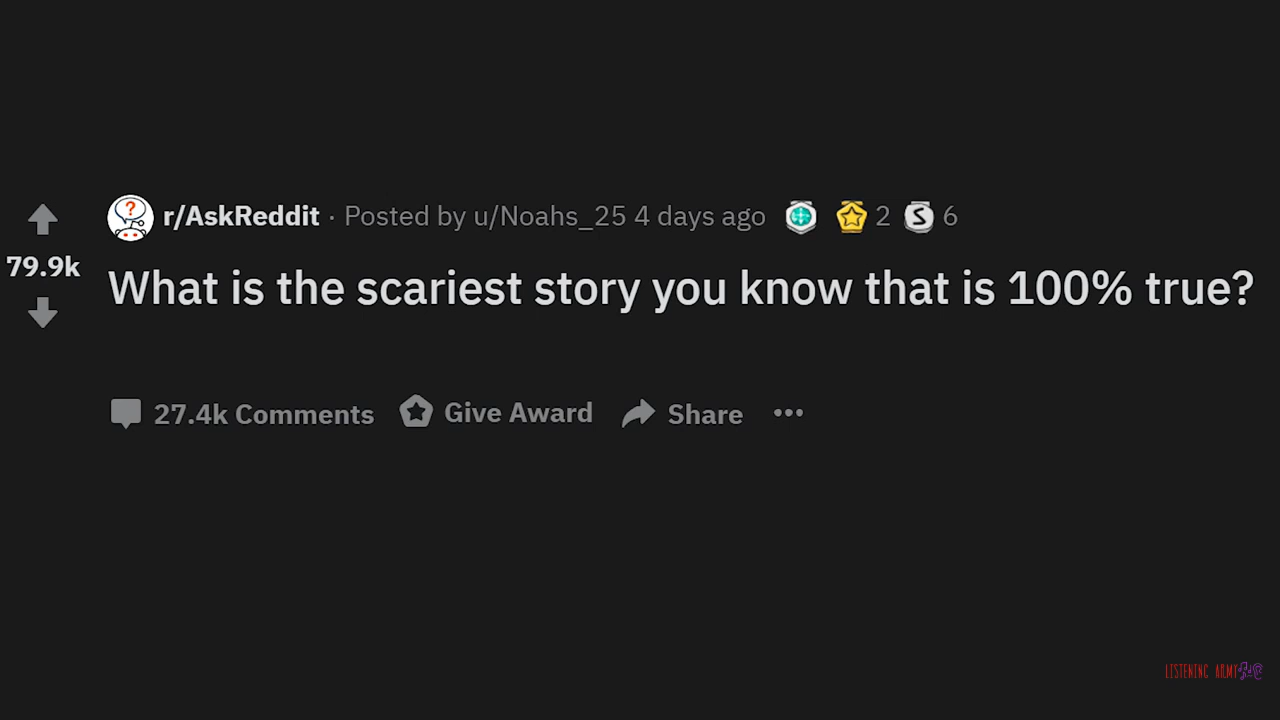 r/AskReddit · Posted by u/Noahs_25 4 days ago 2 6
79.9k
What is the scariest story you know that is 100% true?
27.4k Comments Give Award Share •••
LISTENING ARMY